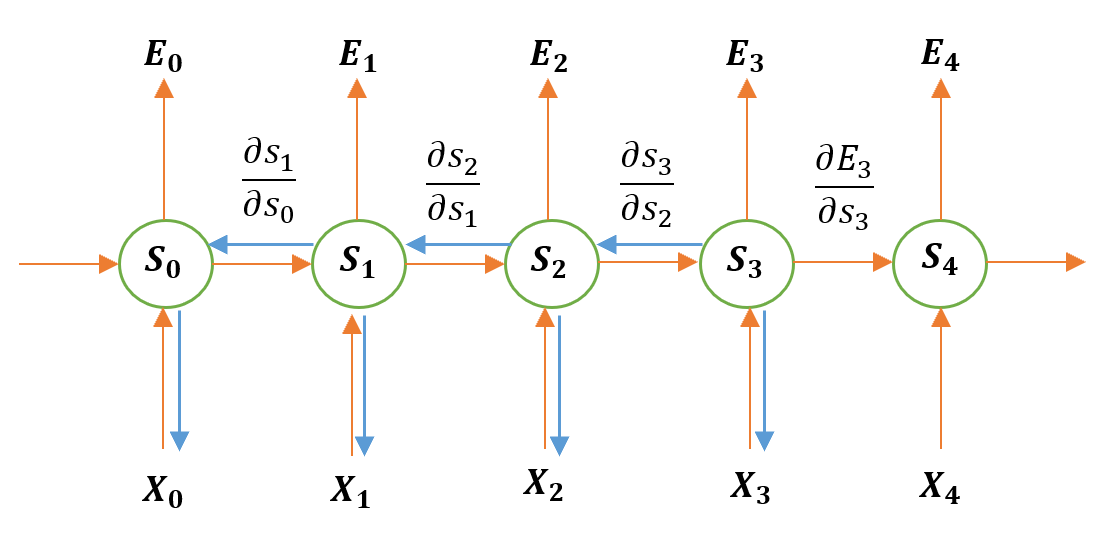 E₀ E₁ E₂ E₃ E₄
∂s₁/∂s₀ ∂s₂/∂s₁ ∂s₃/∂s₂ ∂E₃/∂s₃
S₀ S₁ S₂ S₃ S₄
X₀ X₁ X₂ X₃ X₄